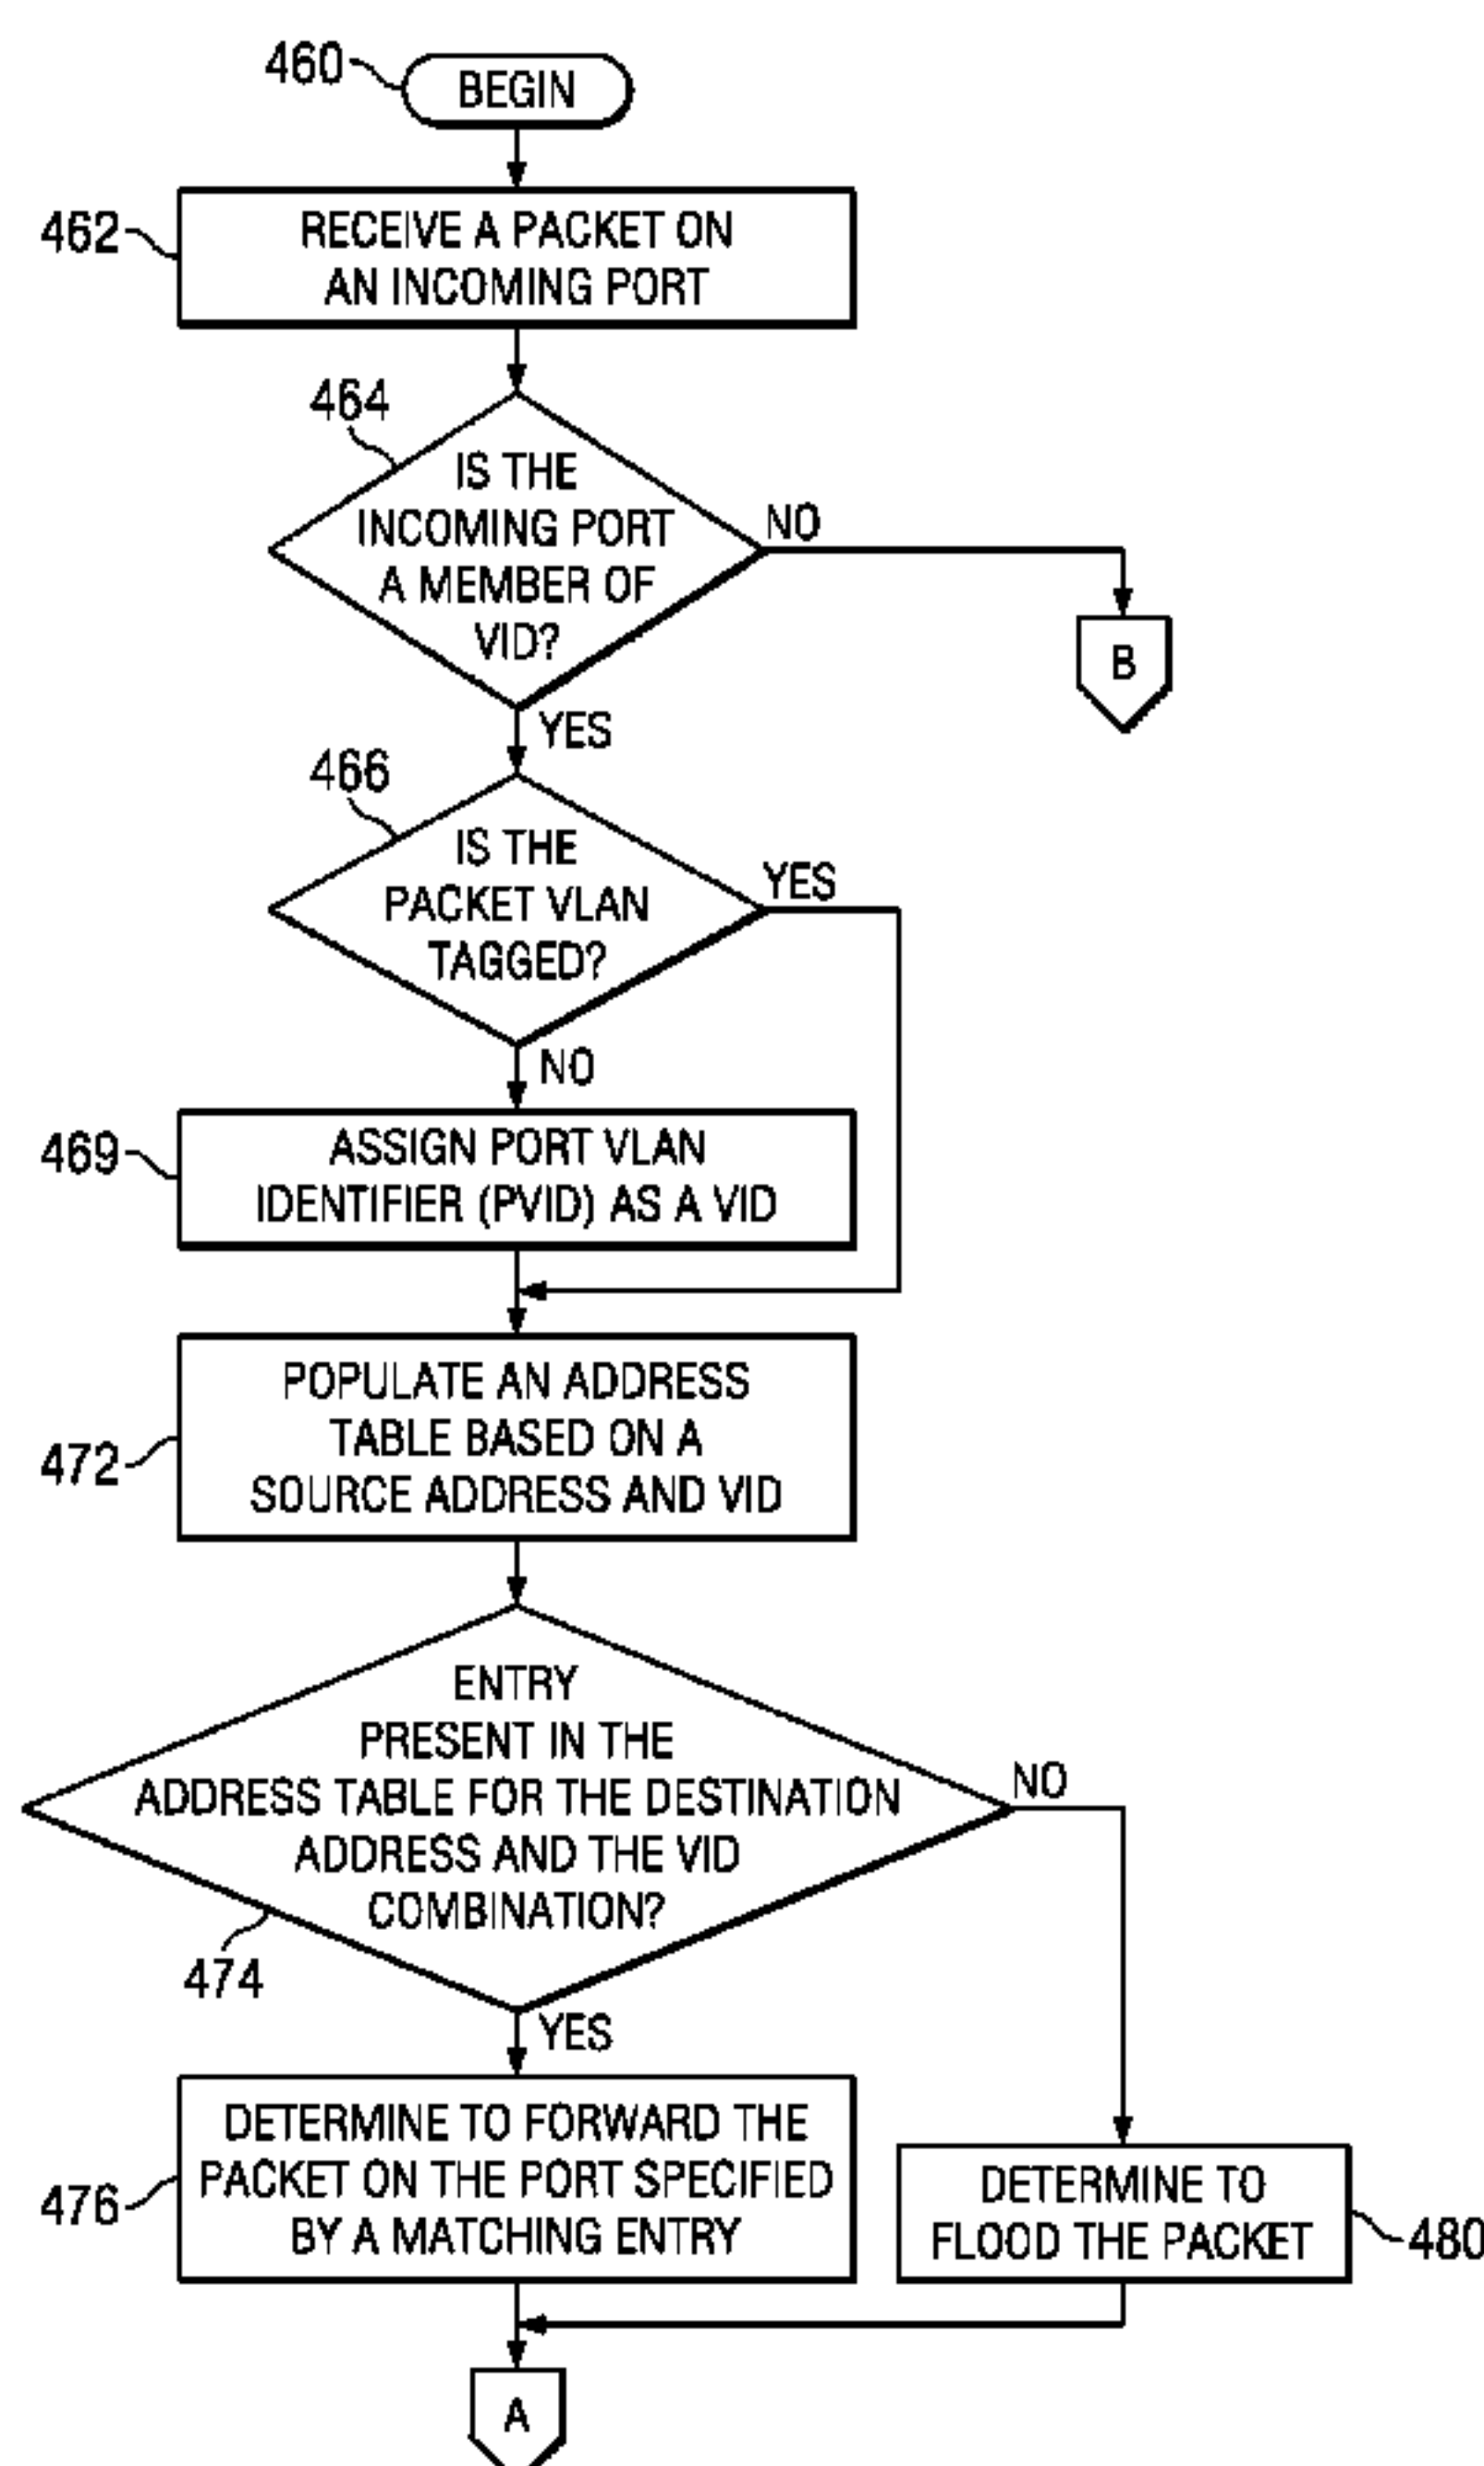 460
BEGIN
462
RECEIVE A PACKET ON
AN INCOMING PORT
464
IS THE
INCOMING PORT
A MEMBER OF
VID?
NO
B
YES
466
IS THE
PACKET VLAN
TAGGED?
YES
NO
469
ASSIGN PORT VLAN
IDENTIFIER (PVID) AS A VID
472
POPULATE AN ADDRESS
TABLE BASED ON A
SOURCE ADDRESS AND VID
ENTRY
PRESENT IN THE
ADDRESS TABLE FOR THE DESTINATION
ADDRESS AND THE VID
COMBINATION?
NO
474
YES
476
DETERMINE TO FORWARD THE
PACKET ON THE PORT SPECIFIED
BY A MATCHING ENTRY
DETERMINE TO
FLOOD THE PACKET
480
A